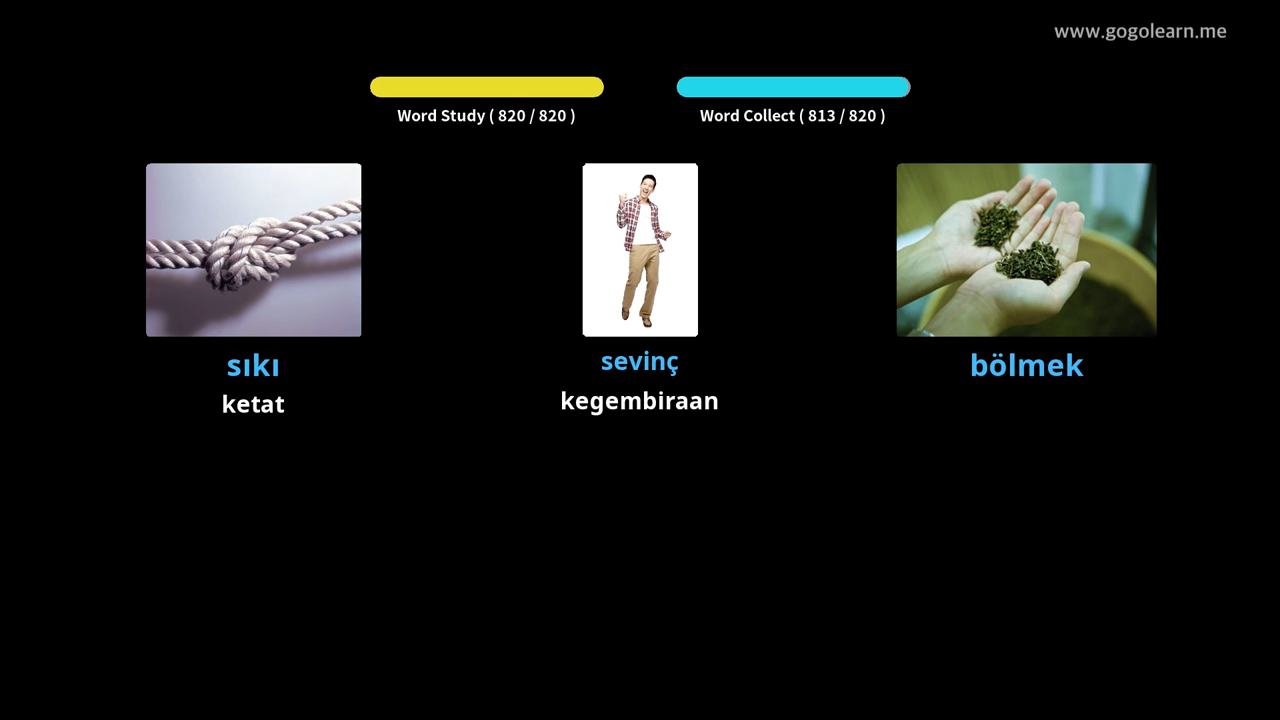 www.gogolearn.me
Word Study ( 820 / 820 )
Word Collect ( 813 / 820 )
sıkı
ketat
sevinç
kegembiraan
bölmek